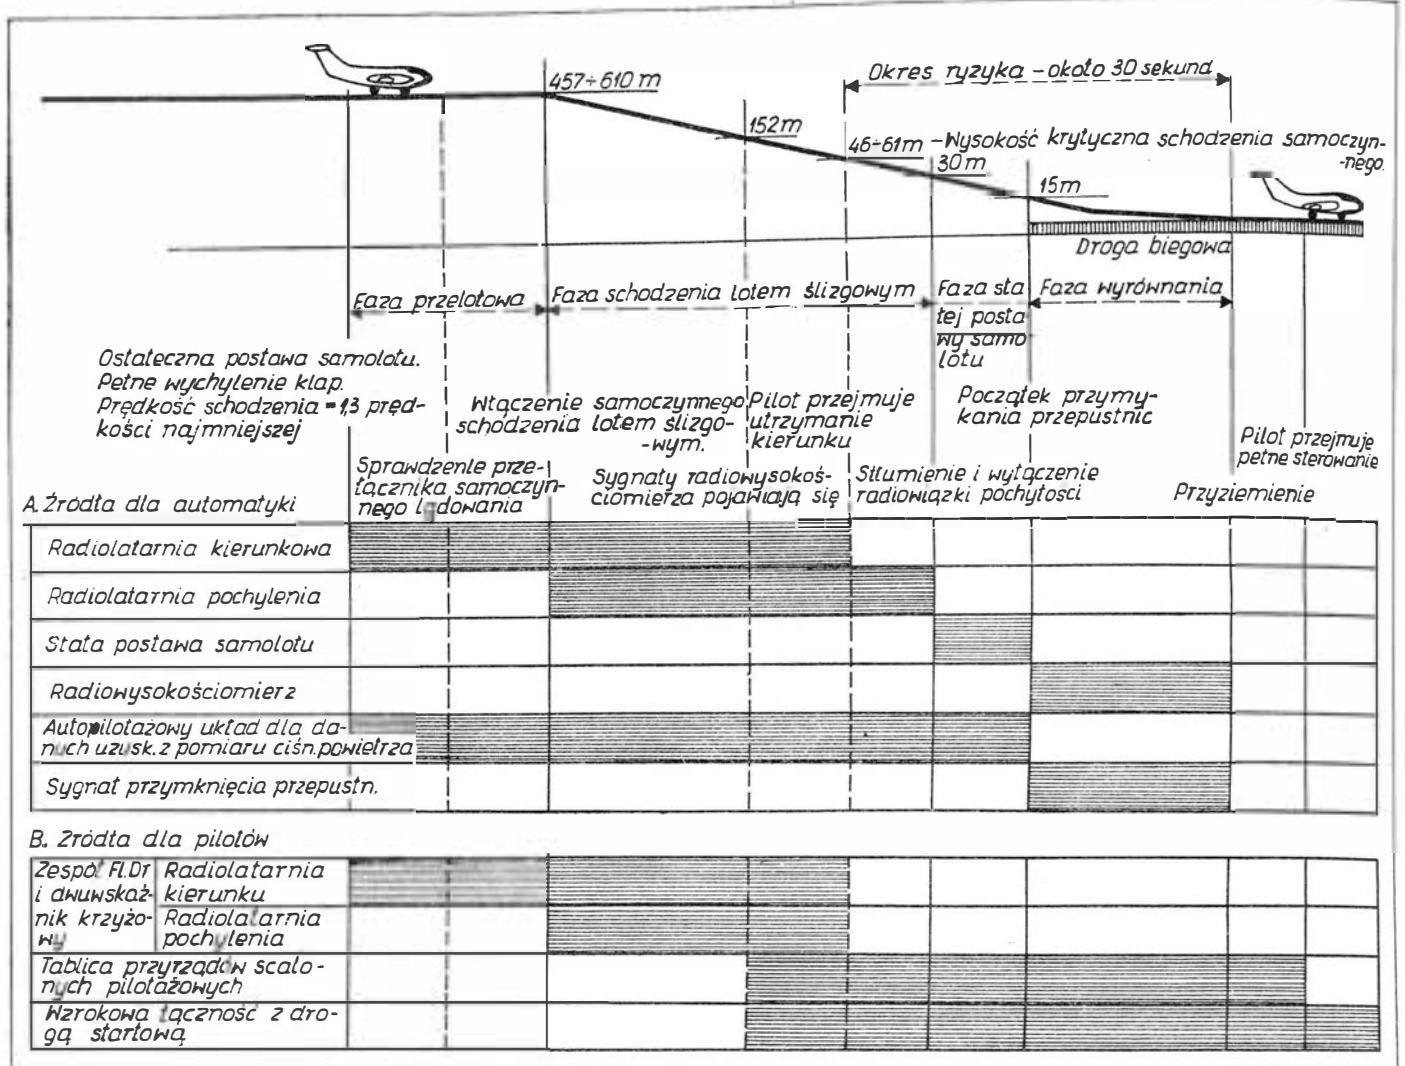 457÷610 m
Okres ryzyka - około 30 sekund
152m
46÷61m - Wysokość krytyczna schodzenia samoczyn-
-nego.
30 m
15m
Droga biegowa
Faza przelotowa
Faza schodzenia lotem ślizgowym
Faza sta
łej posta
wy samo
lotu
Faza wyrównania
Ostateczna postawa samolotu.
Pełne wychylenie klap.
Prędkość schodzenia = 1,3 pręd-
kości najmniejszej
Włączenie samoczynnego
schodzenia lotem ślizgo-
-wym.
Pilot przejmuje
utrzymanie
kierunku
Początek przymy-
kania przepustnic
Pilot przejmuje
pełne sterowanie
Sprawdzenie prze-
łącznika samoczyn-
nego lądowania
Sygnały radiowysokoś-
ciomierza pojawiają się
Stłumienie i wyłączenie
radiowiązki pochyłości
Przyziemienie
A. Źródła dla automatyki
Radiolatarnia kierunkowa
Radiolatarnia pochylenia
Stała postawa samolotu
Radiowysokościomierz
Autopilotażowy układ dla da-
nych uzysk. z pomiaru ciśn. powietrza
Sygnał przymknięcia przepustn.
B. Źródła dla pilotów
Zespół Fl.Dr
i dwuwskaź-
nik krzyżo-
wy
Radiolatarnia
kierunku
Radiolatarnia
pochylenia
Tablica przyrządów scalo-
nych pilotażowych
Wzrokowa łączność z dro-
gą startową